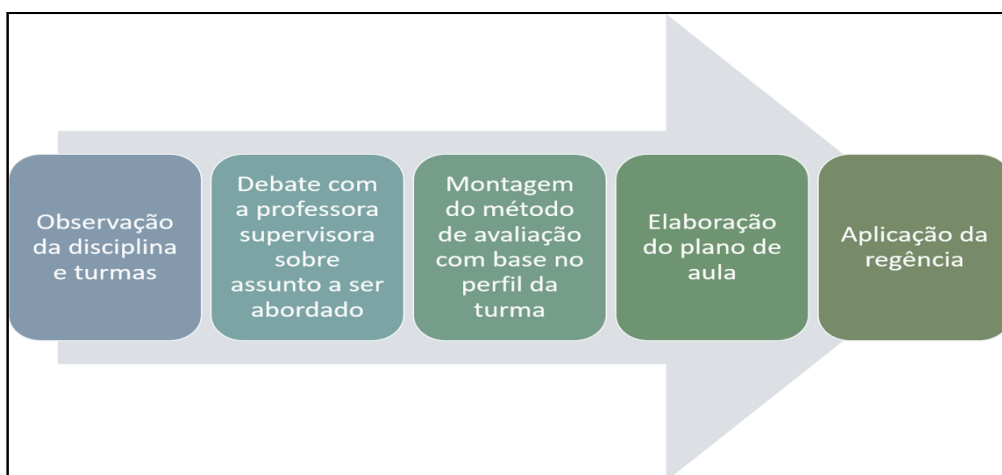 Observação
da disciplina
e turmas
Debate com
a professora
supervisora
sobre
assunto a ser
abordado
Montagem
do método
de avaliação
com base no
perfil da
turma
Elaboração
do plano de
aula
Aplicação da
regência